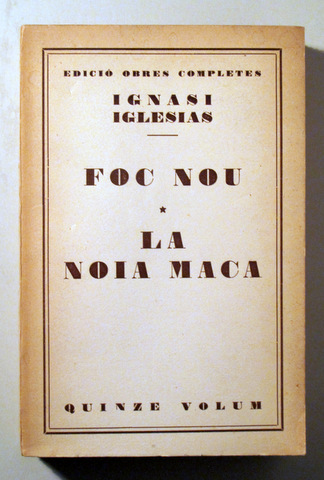 EDICIÓ OBRES COMPLETES
IGNASI
IGLESIAS
FOC NOU
LA
NOIA MACA
QUINZE VOLUM